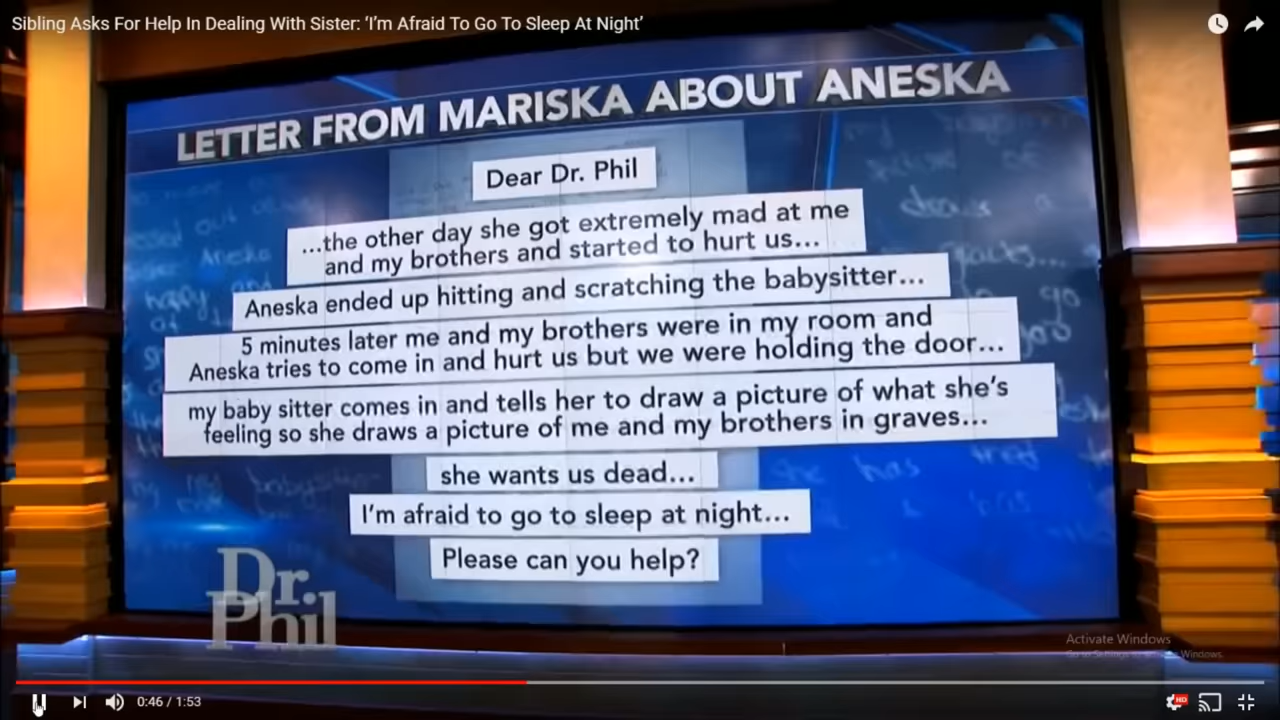 Sibling Asks For Help In Dealing With Sister: ‘I’m Afraid To Go To Sleep At Night’
LETTER FROM MARISKA ABOUT ANESKA
Dear Dr. Phil
...the other day she got extremely mad at me
and my brothers and started to hurt us...
Aneska ended up hitting and scratching the babysitter...
5 minutes later me and my brothers were in my room and
Aneska tries to come in and hurt us but we were holding the door...
my baby sitter comes in and tells her to draw a picture of what she’s
feeling so she draws a picture of me and my brothers in graves...
she wants us dead...
I’m afraid to go to sleep at night...
Please can you help?
Dr.
Phil
Activate Windows
Go to Settings to Windows.
0:46 / 1:53
HD